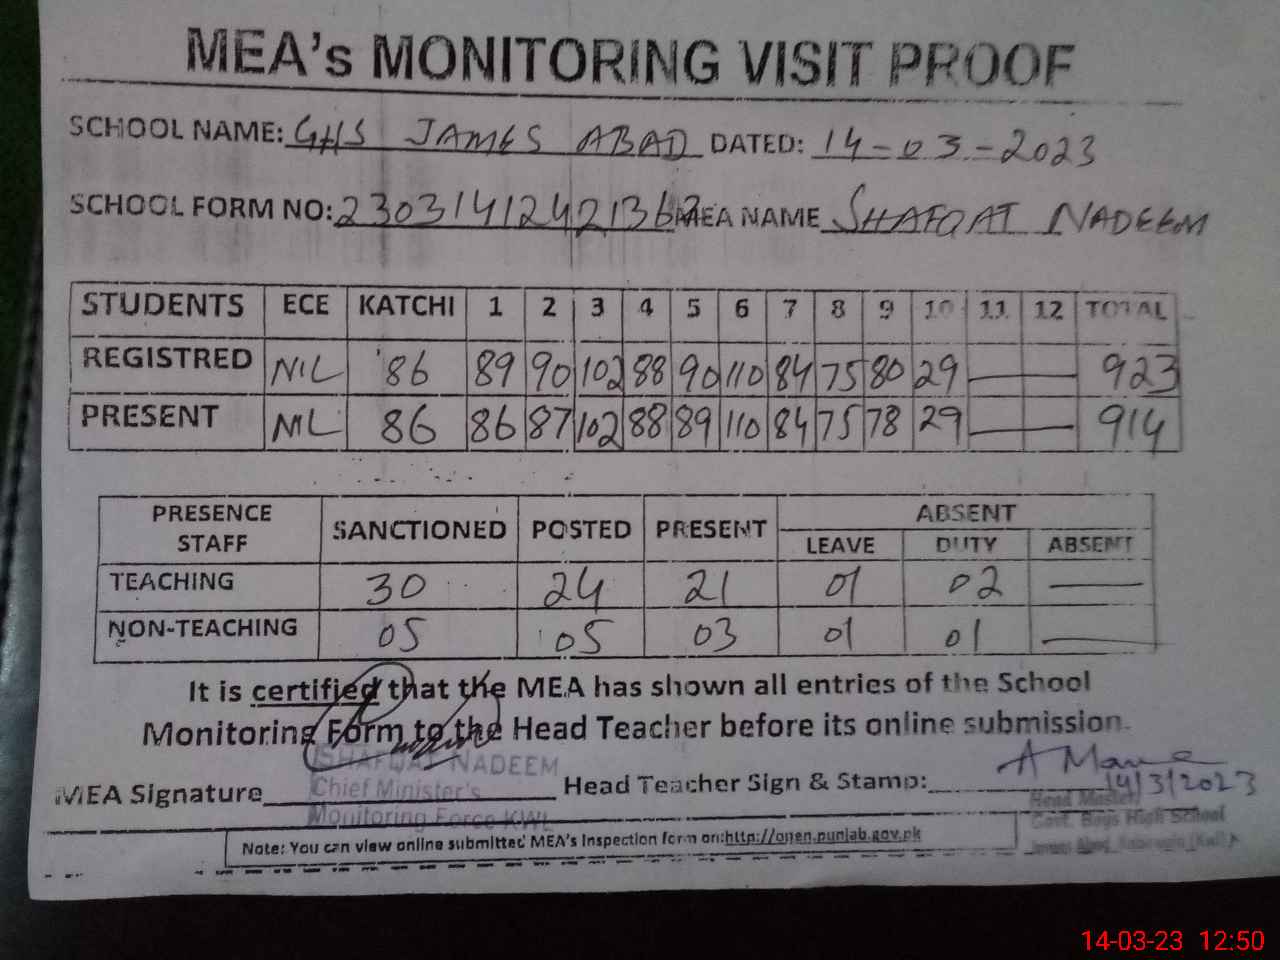 MEA's MONITORING VISIT PROOF
SCHOOL NAME: GHS JAMES ABAD DATED: 14-03-2023
SCHOOL FORM NO: MEA NAME SHAFQAT NADEEM
STUDENTS ECE KATCHI 1 2 3 4 5 6 7 8 9 10 11 12 TOTAL
REGISTRED NIL 86 89 90 102 88 90 110 84 75 80 29 — — 923
PRESENT NIL 86 86 87 102 88 89 110 84 75 78 29 — — 914
PRESENCE STAFF SANCTIONED POSTED PRESENT ABSENT
LEAVE DUTY ABSENT
TEACHING 30 24 21 01 02 —
NON-TEACHING 05 05 03 01 01 —
It is certified that the MEA has shown all entries of the School
Monitoring Form to the Head Teacher before its online submission.
SHAFQAT NADEEM
Chief Minister's
Monitoring Force KWL
MEA Signature Head Teacher Sign & Stamp:
14/3/2023
Head Master
Govt. Boys High School
Note: You can view online submitted MEA's Inspection form on:http://open.punjab.gov.pk
14-03-23 12:50